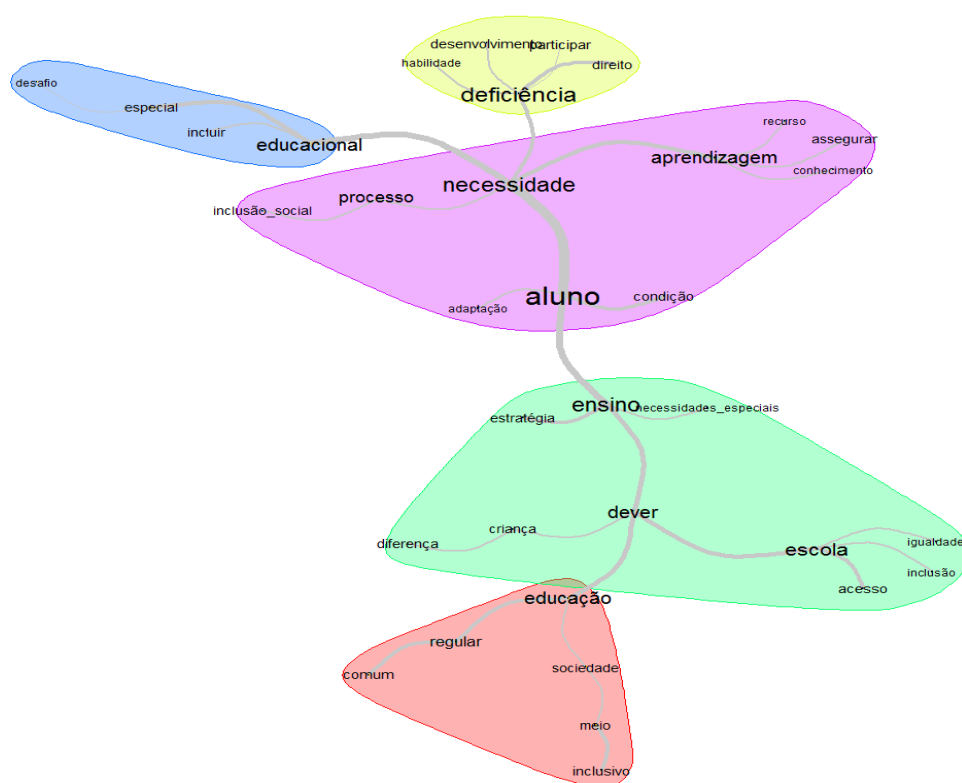 desenvolvimento
participar
habilidade
direito
deficiência
desafio
especial
incluir
educacional
recurso
assegurar
aprendizagem
conhecimento
necessidade
processo
inclusão_social
aluno
condição
adaptação
ensino
necessidades_especiais
estratégia
dever
criança
diferença
escola
igualdade
inclusão
acesso
educação
regular
comum
sociedade
meio
inclusivo